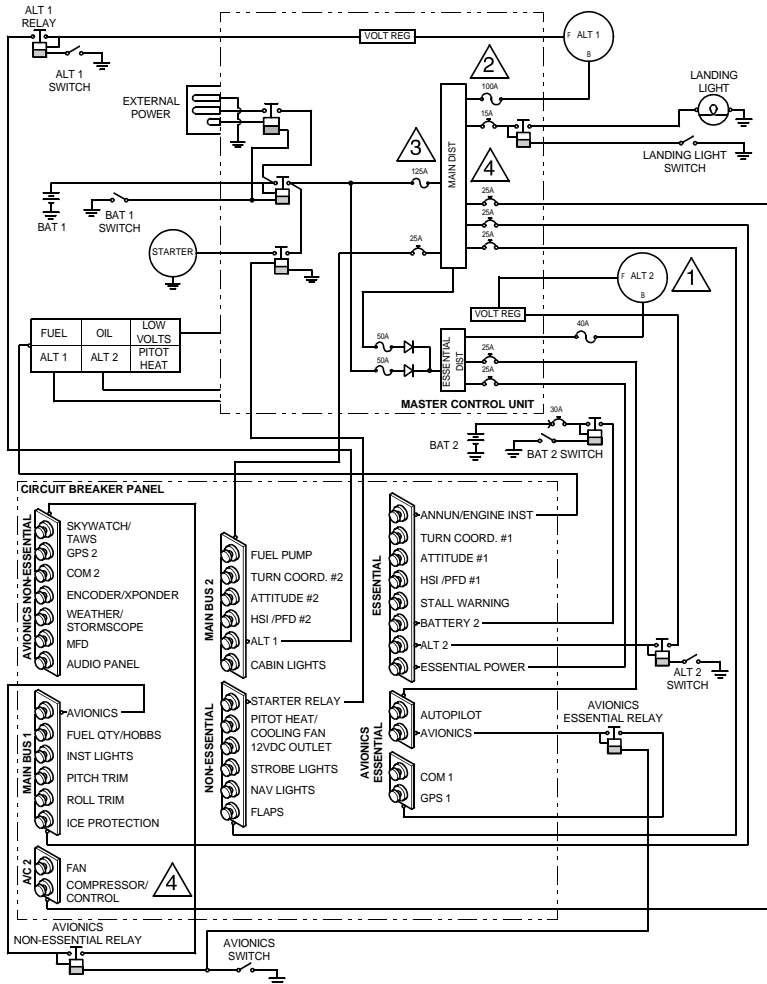 ALT 1
RELAY
ALT 1
SWITCH
VOLT REG
F
ALT 1
B
EXTERNAL
POWER
2
100A
15A
LANDING
LIGHT
LANDING LIGHT
SWITCH
3
125A
MAIN DIST
4
25A
25A
25A
BAT 1
BAT 1
SWITCH
STARTER
25A
F
ALT 2
B
1
VOLT REG
40A
FUEL
OIL
LOW
VOLTS
ALT 1
ALT 2
PITOT
HEAT
50A
50A
ESSENTIAL
DIST
25A
25A
MASTER CONTROL UNIT
30A
BAT 2
BAT 2 SWITCH
CIRCUIT BREAKER PANEL
AVIONICS NON-ESSENTIAL
SKYWATCH/
TAWS
GPS 2
COM 2
ENCODER/XPONDER
WEATHER/
STORMSCOPE
MFD
AUDIO PANEL
MAIN BUS 2
FUEL PUMP
TURN COORD. #2
ATTITUDE #2
HSI /PFD #2
ALT 1
CABIN LIGHTS
ESSENTIAL
ANNUN/ENGINE INST
TURN COORD. #1
ATTITUDE #1
HSI /PFD #1
STALL WARNING
BATTERY 2
ALT 2
ESSENTIAL POWER
ALT 2
SWITCH
MAIN BUS 1
AVIONICS
FUEL QTY/HOBBS
INST LIGHTS
PITCH TRIM
ROLL TRIM
ICE PROTECTION
NON-ESSENTIAL
STARTER RELAY
PITOT HEAT/
COOLING FAN
12VDC OUTLET
STROBE LIGHTS
NAV LIGHTS
FLAPS
AVIONICS
ESSENTIAL
AUTOPILOT
AVIONICS
COM 1
GPS 1
AVIONICS
ESSENTIAL RELAY
A/C 2
FAN
COMPRESSOR/
CONTROL
4
AVIONICS
NON-ESSENTIAL RELAY
AVIONICS
SWITCH